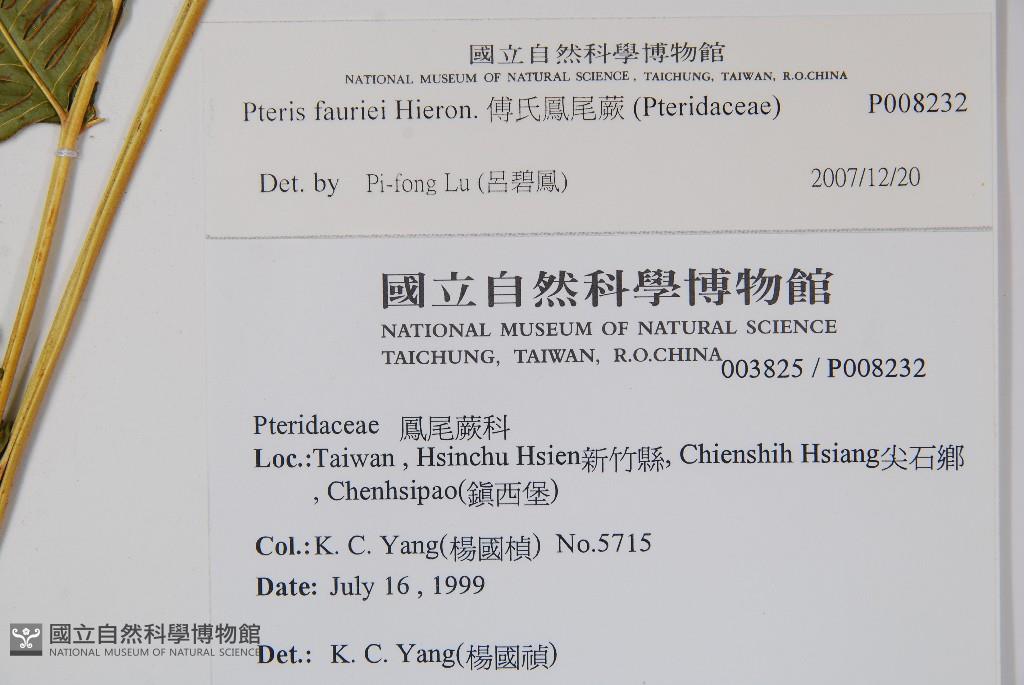 國立自然科學博物館
NATIONAL MUSEUM OF NATURAL SCIENCE, TAICHUNG, TAIWAN, R.O.CHINA
Pteris fauriei Hieron. 傅氏鳳尾蕨 (Pteridaceae) P008232
Det. by Pi-fong Lu (呂碧鳳) 2007/12/20
國立自然科學博物館
NATIONAL MUSEUM OF NATURAL SCIENCE
TAICHUNG, TAIWAN, R.O.CHINA
003825 / P008232
Pteridaceae 鳳尾蕨科
Loc.:Taiwan , Hsinchu Hsien新竹縣, Chienshih Hsiang尖石鄉
, Chenhsipao(鎮西堡)
Col.: K. C. Yang(楊國楨) No.5715
Date: July 16 , 1999
Det.: K. C. Yang(楊國禎)
國立自然科學博物館
NATIONAL MUSEUM OF NATURAL SCIENCE